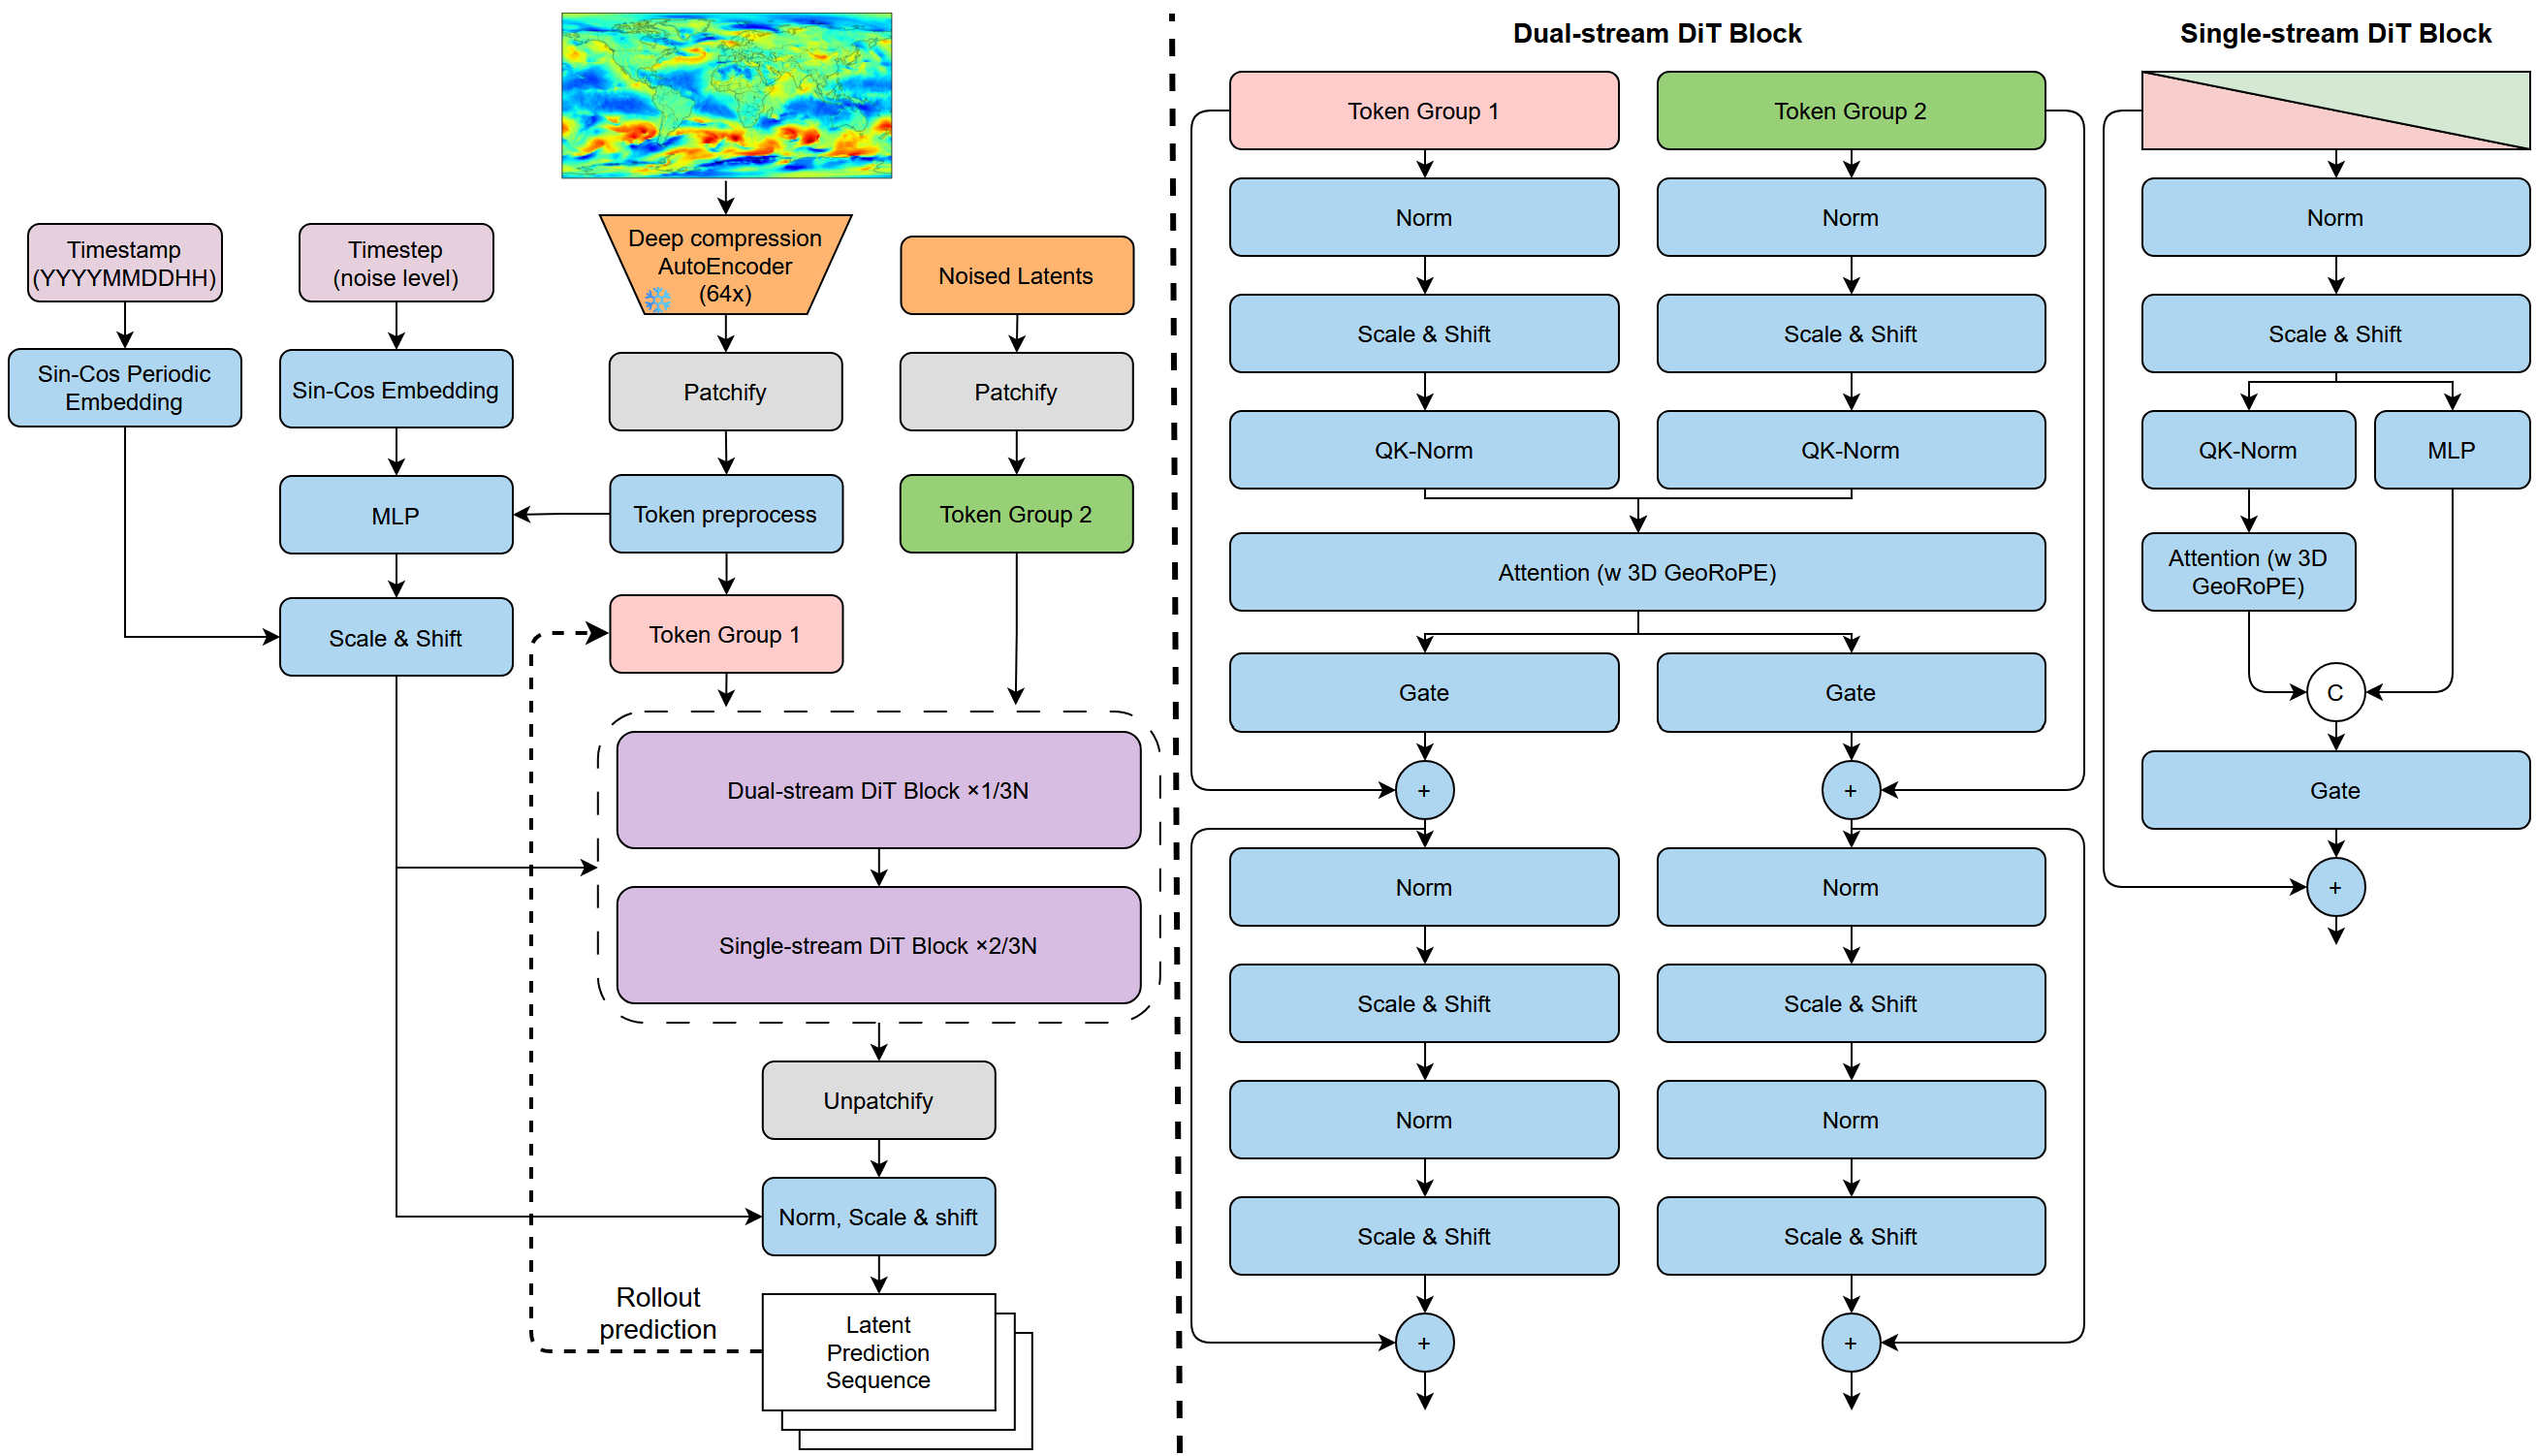 Timestamp
(YYYYMMDDHH)
Sin-Cos Periodic
Embedding
Timestep
(noise level)
Sin-Cos Embedding
MLP
Scale & Shift
Deep compression
AutoEncoder
(64x)
Patchify
Token preprocess
Token Group 1
Noised Latents
Patchify
Token Group 2
Dual-stream DiT Block ×1/3N
Single-stream DiT Block ×2/3N
Unpatchify
Norm, Scale & shift
Latent
Prediction
Sequence
Rollout
prediction
Dual-stream DiT Block
Token Group 1
Norm
Scale & Shift
QK-Norm
Token Group 2
Norm
Scale & Shift
QK-Norm
Attention (w 3D GeoRoPE)
Gate
+
Norm
Scale & Shift
Norm
Scale & Shift
+
Gate
+
Norm
Scale & Shift
Norm
Scale & Shift
+
Single-stream DiT Block
Norm
Scale & Shift
QK-Norm
Attention (w 3D
GeoRoPE)
MLP
C
Gate
+